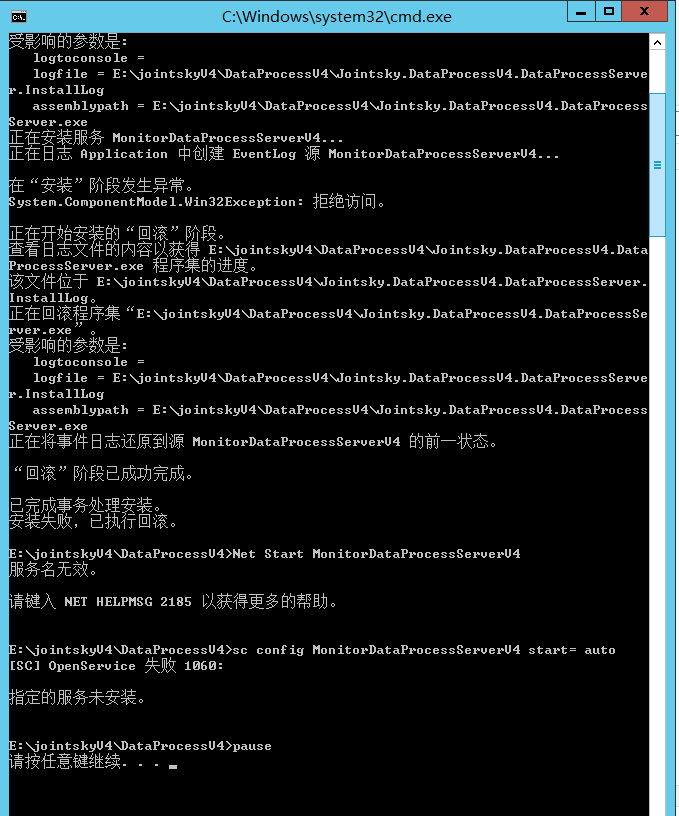 C:\Windows\system32\cmd.exe
受影响的参数是:
logtoconsole =
logfile = E:\jointskyV4\DataProcessV4\Jointsky.DataProcessV4.DataProcessServe
r.InstallLog
assemblypath = E:\jointskyV4\DataProcessV4\Jointsky.DataProcessV4.DataProcess
Server.exe
正在安装服务 MonitorDataProcessServerV4...
正在日志 Application 中创建 EventLog 源 MonitorDataProcessServerV4...
在“安装”阶段发生异常。
System.ComponentModel.Win32Exception: 拒绝访问。
正在开始安装的“回滚”阶段。
查看日志文件的内容以获得 E:\jointskyV4\DataProcessV4\Jointsky.DataProcessV4.Data
ProcessServer.exe 程序集的进度。
该文件位于 E:\jointskyV4\DataProcessV4\Jointsky.DataProcessV4.DataProcessServer.
InstallLog。
正在回滚程序集“E:\jointskyV4\DataProcessV4\Jointsky.DataProcessV4.DataProcessSe
rver.exe”。
受影响的参数是:
logtoconsole =
logfile = E:\jointskyV4\DataProcessV4\Jointsky.DataProcessV4.DataProcessServe
r.InstallLog
assemblypath = E:\jointskyV4\DataProcessV4\Jointsky.DataProcessV4.DataProcess
Server.exe
正在将事件日志还原到源 MonitorDataProcessServerV4 的前一状态。
“回滚”阶段已成功完成。
已完成事务处理安装。
安装失败，已执行回滚。
E:\jointskyV4\DataProcessV4>Net Start MonitorDataProcessServerV4
服务名无效。
请键入 NET HELPMSG 2185 以获得更多的帮助。
E:\jointskyV4\DataProcessV4>sc config MonitorDataProcessServerV4 start= auto
[SC] OpenService 失败 1060:
指定的服务未安装。
E:\jointskyV4\DataProcessV4>pause
请按任意键继续. . .